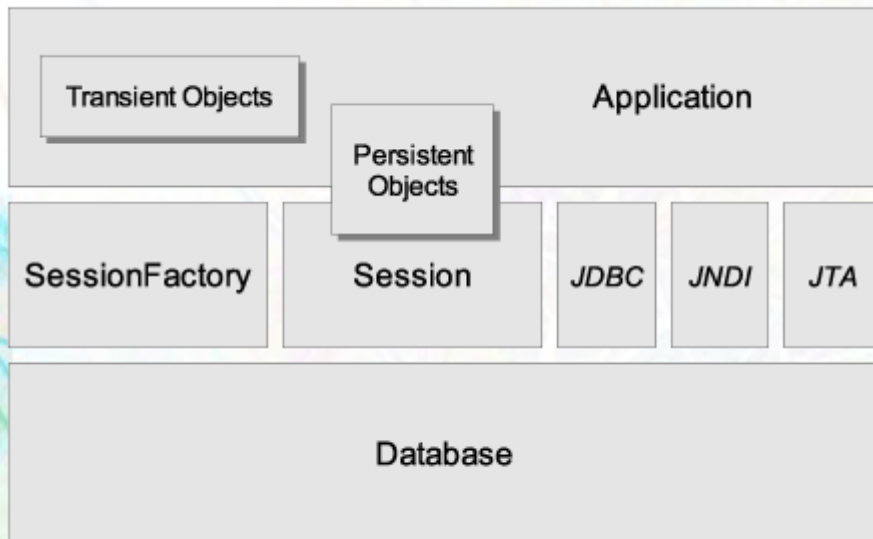 Transient Objects
Application
Persistent
Objects
SessionFactory
Session
JDBC
JNDI
JTA
Database